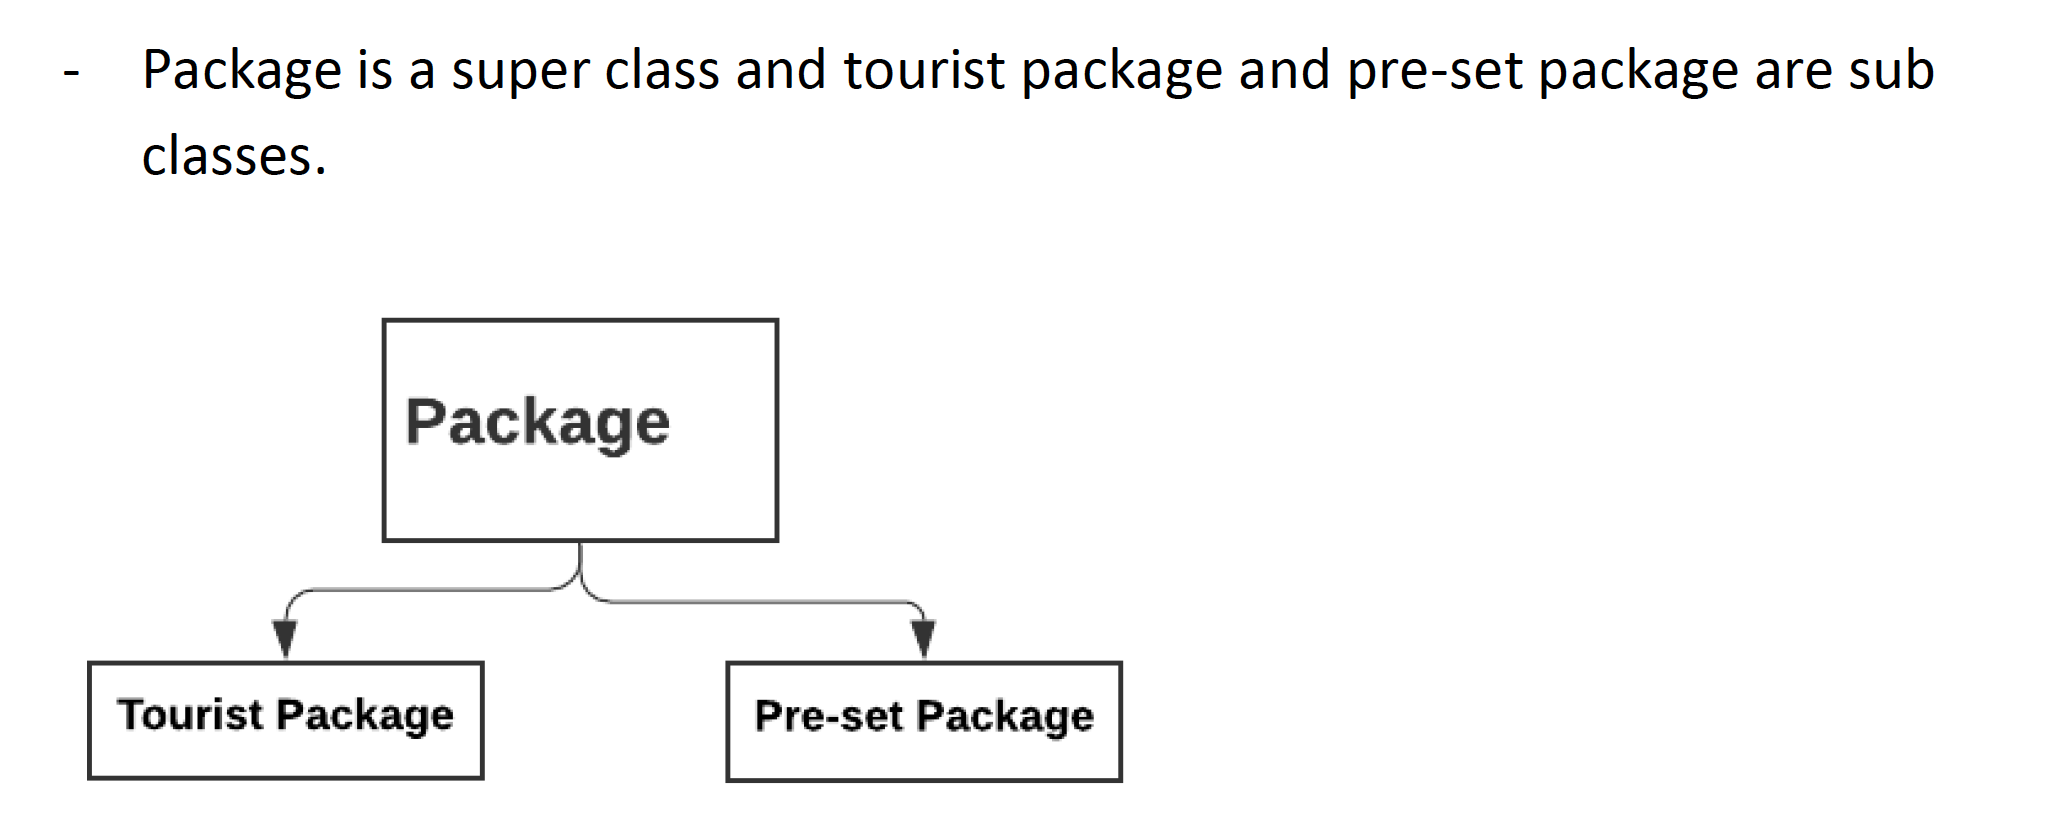 - Package is a super class and tourist package and pre-set package are sub
classes.
Package
Tourist Package
Pre-set Package